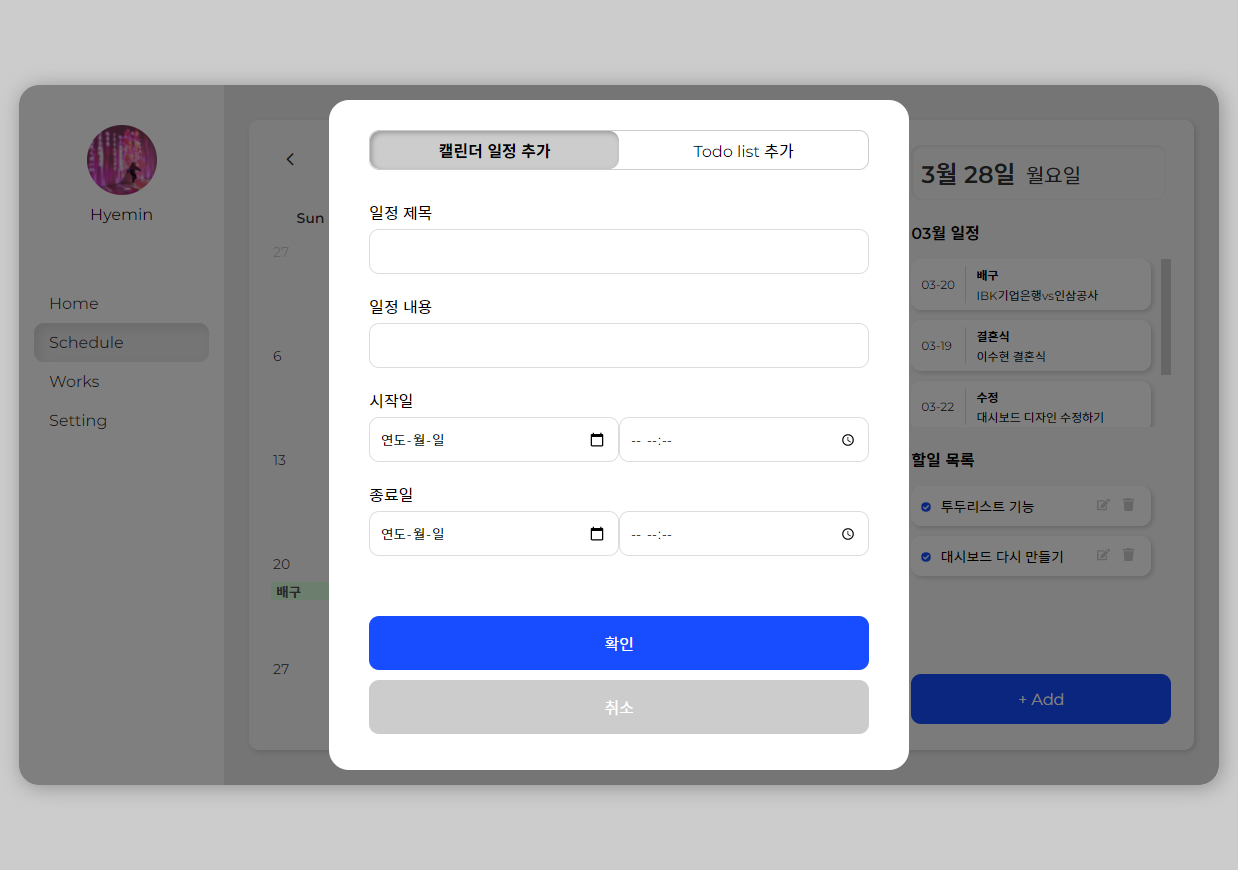 Hyemin
Home
Schedule
Works
Setting
Sun
27
6
13
20
배구
27
캘린더 일정 추가
Todo list 추가
일정 제목
일정 내용
시작일
연도-월-일
-- --:--
종료일
연도-월-일
-- --:--
확인
취소
3월 28일 월요일
03월 일정
03-20
배구
IBK기업은행vs인삼공사
03-19
결혼식
이수현 결혼식
03-22
수정
대시보드 디자인 수정하기
할일 목록
투두리스트 기능
대시보드 다시 만들기
+ Add